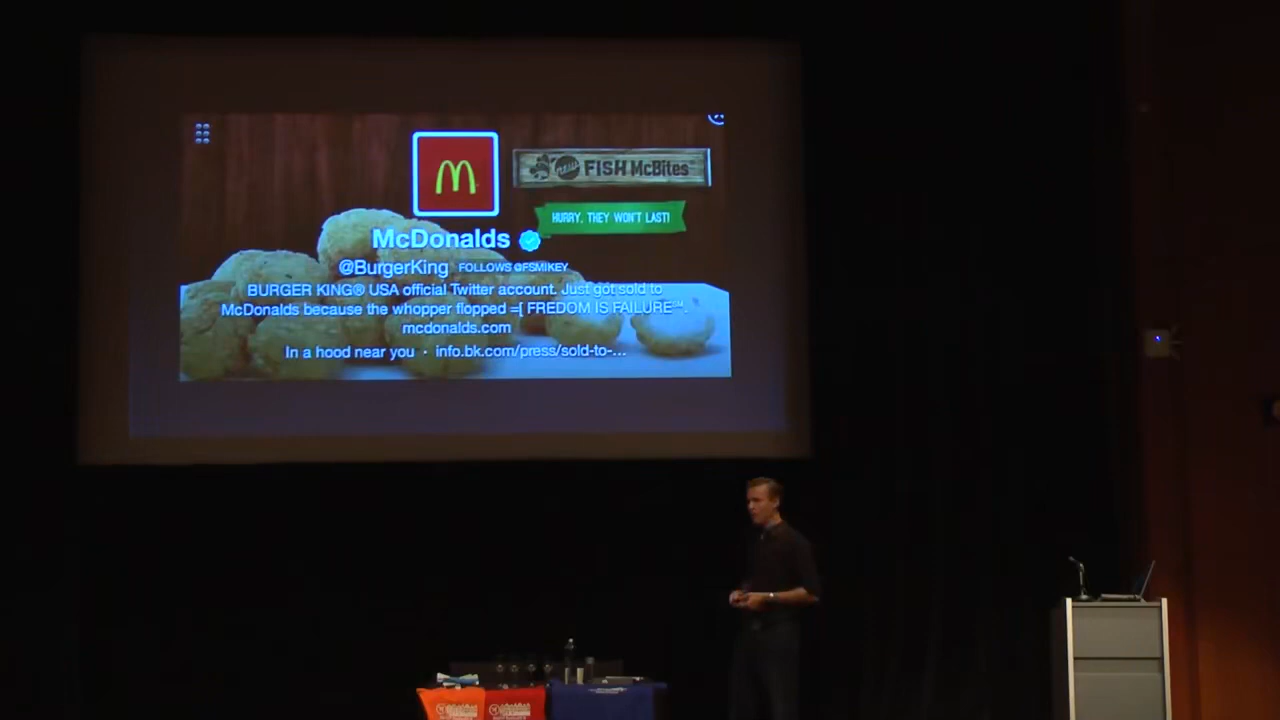 new FISH McBites
HURRY, THEY WON'T LAST!
McDonalds
@BurgerKing FOLLOWS @FSMIKEY
BURGER KING® USA official Twitter account. Just got sold to
McDonalds because the whopper flopped =[ FREDOM IS FAILURE℠.
mcdonalds.com
In a hood near you · info.bk.com/press/sold-to-...